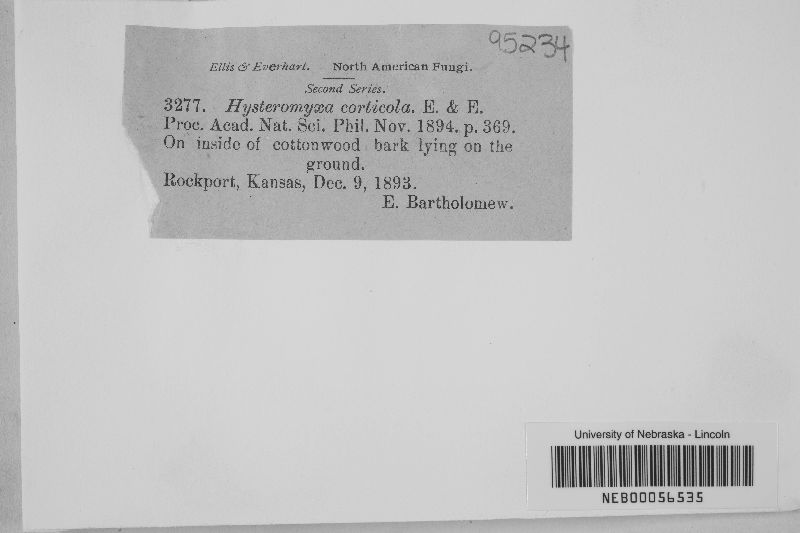 95234
Ellis & Everhart. North American Fungi.
Second Series.
3277. Hysteromyxa corticola. E. & E.
Proc. Acad. Nat. Sci. Phil. Nov. 1894. p. 369.
On inside of cottonwood bark lying on the
ground.
Rockport, Kansas, Dec. 9, 1893.
E. Bartholomew.
University of Nebraska - Lincoln
NEB00056535